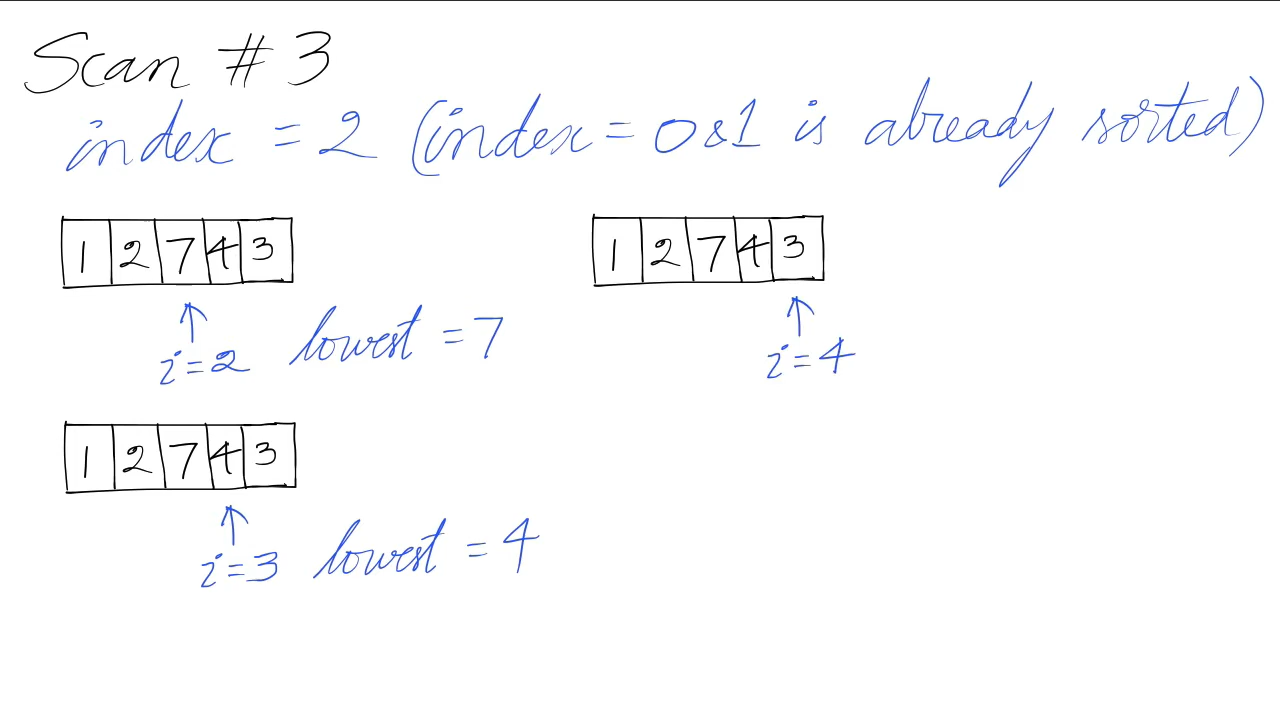 Scan # 3
index = 2 (index = 0 & 1 is already sorted)
1 2 7 4 3
↑
i = 2 lowest = 7
1 2 7 4 3
↑
i = 3 lowest = 4
1 2 7 4 3
↑
i = 4